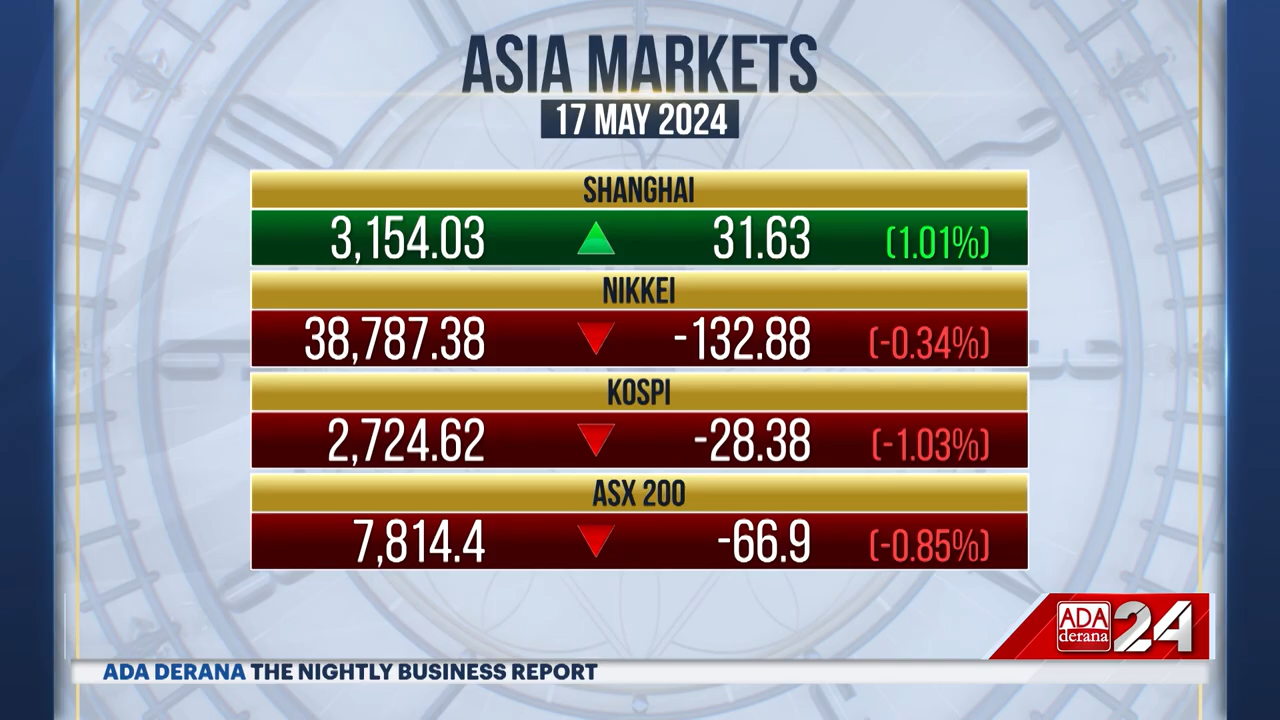 ASIA MARKETS
17 MAY 2024
SHANGHAI
3,154.03 31.63 (1.01%)
NIKKEI
38,787.38 -132.88 (-0.34%)
KOSPI
2,724.62 -28.38 (-1.03%)
ASX 200
7,814.4 -66.9 (-0.85%)
ADA
derana
24
ADA DERANA THE NIGHTLY BUSINESS REPORT